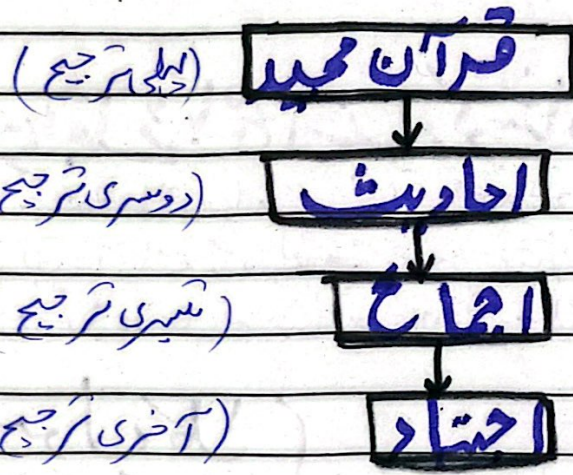 قرآن مجید (پہلی ترجیح)
احادیث (دوسری ترجیح
اجماع (تیسری ترجیح
اجتہاد (آخری ترجیح